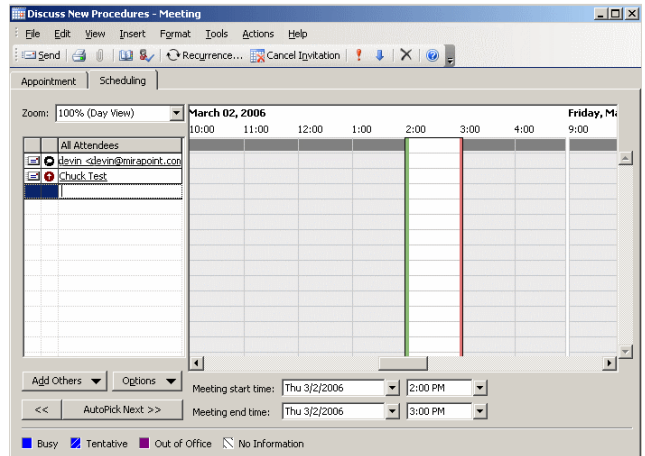 Discuss New Procedures - Meeting
File Edit View Insert Format Tools Actions Help
Send Recurrence... Cancel Invitation
Appointment Scheduling
Zoom: 100% (Day View)
March 02, 2006 Friday, Ma
10:00 11:00 12:00 1:00 2:00 3:00 4:00 9:00
All Attendees
devin <devin@mirapoint.con
Chuck Test
Add Others Options
Meeting start time: Thu 3/2/2006 2:00 PM
<< AutoPick Next >>
Meeting end time: Thu 3/2/2006 3:00 PM
Busy Tentative Out of Office No Information